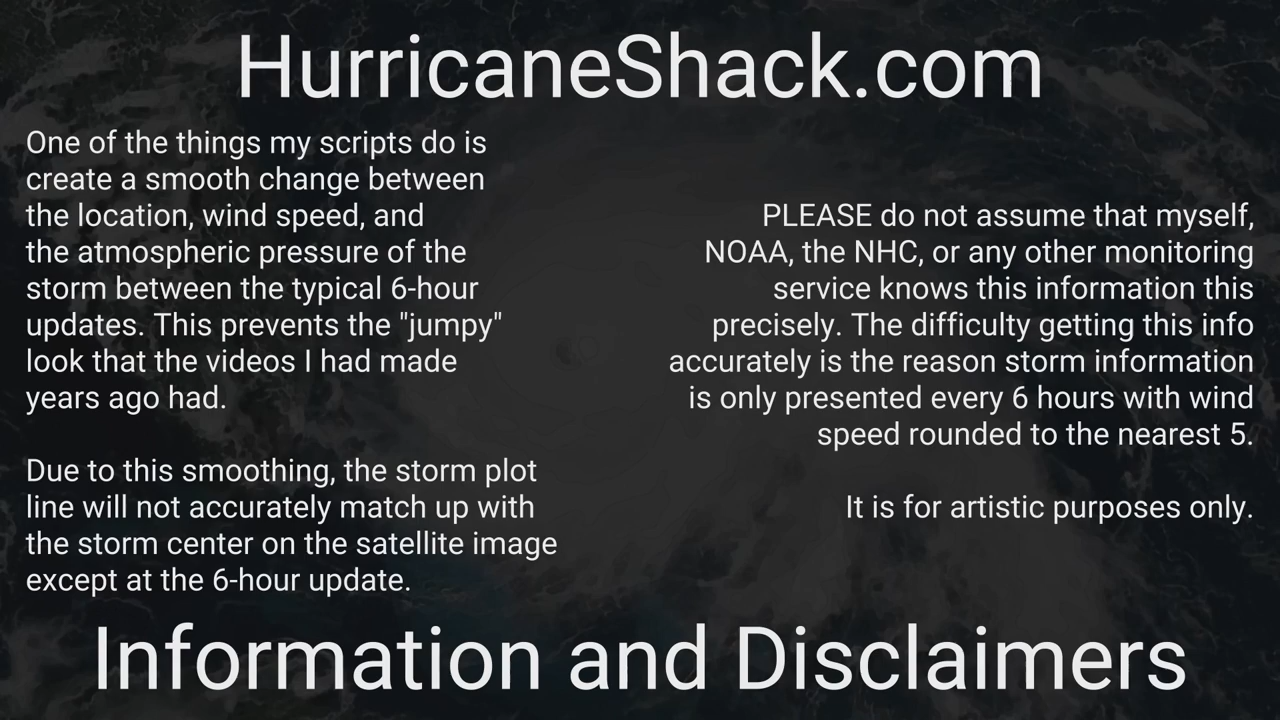 HurricaneShack.com
One of the things my scripts do is
create a smooth change between
the location, wind speed, and
the atmospheric pressure of the
storm between the typical 6-hour
updates. This prevents the "jumpy"
look that the videos I had made
years ago had.
Due to this smoothing, the storm plot
line will not accurately match up with
the storm center on the satellite image
except at the 6-hour update.
PLEASE do not assume that myself,
NOAA, the NHC, or any other monitoring
service knows this information this
precisely. The difficulty getting this info
accurately is the reason storm information
is only presented every 6 hours with wind
speed rounded to the nearest 5.
It is for artistic purposes only.
Information and Disclaimers